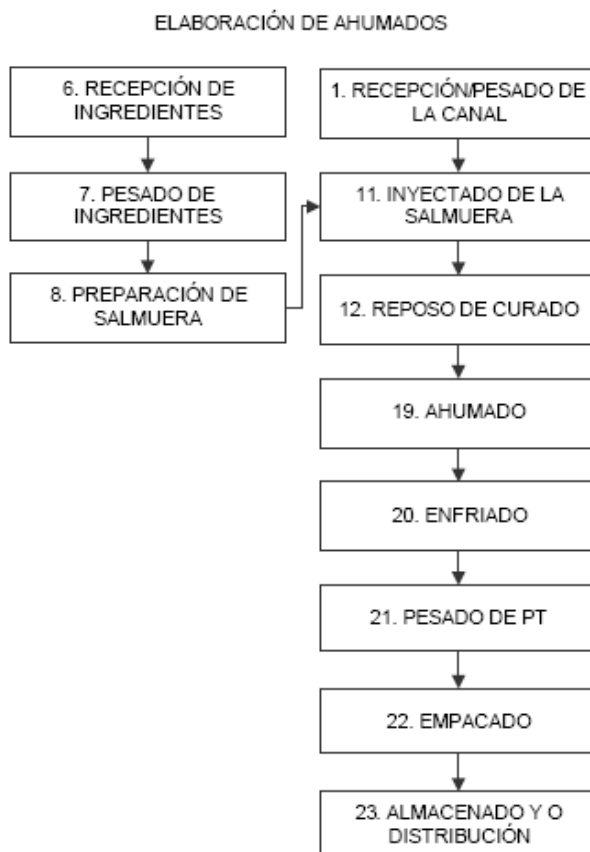 ELABORACIÓN DE AHUMADOS
6. RECEPCIÓN DE
INGREDIENTES
7. PESADO DE
INGREDIENTES
8. PREPARACIÓN DE
SALMUERA
1. RECEPCIÓN/PESADO DE
LA CANAL
11. INYECTADO DE LA
SALMUERA
12. REPOSO DE CURADO
19. AHUMADO
20. ENFRIADO
21. PESADO DE PT
22. EMPACADO
23. ALMACENADO Y O
DISTRIBUCIÓN